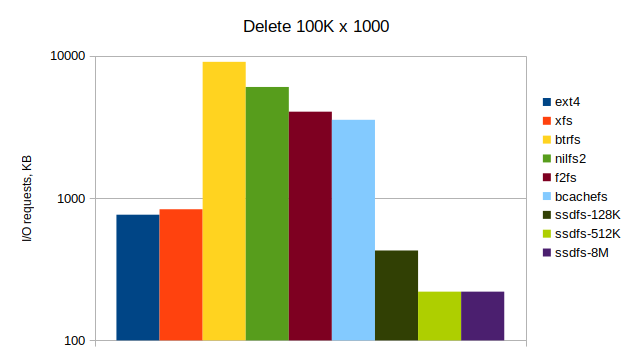 Delete 100K x 1000
10000
1000
100
I/O requests, KB
ext4
xfs
btrfs
nilfs2
f2fs
bcachefs
ssdfs-128K
ssdfs-512K
ssdfs-8M